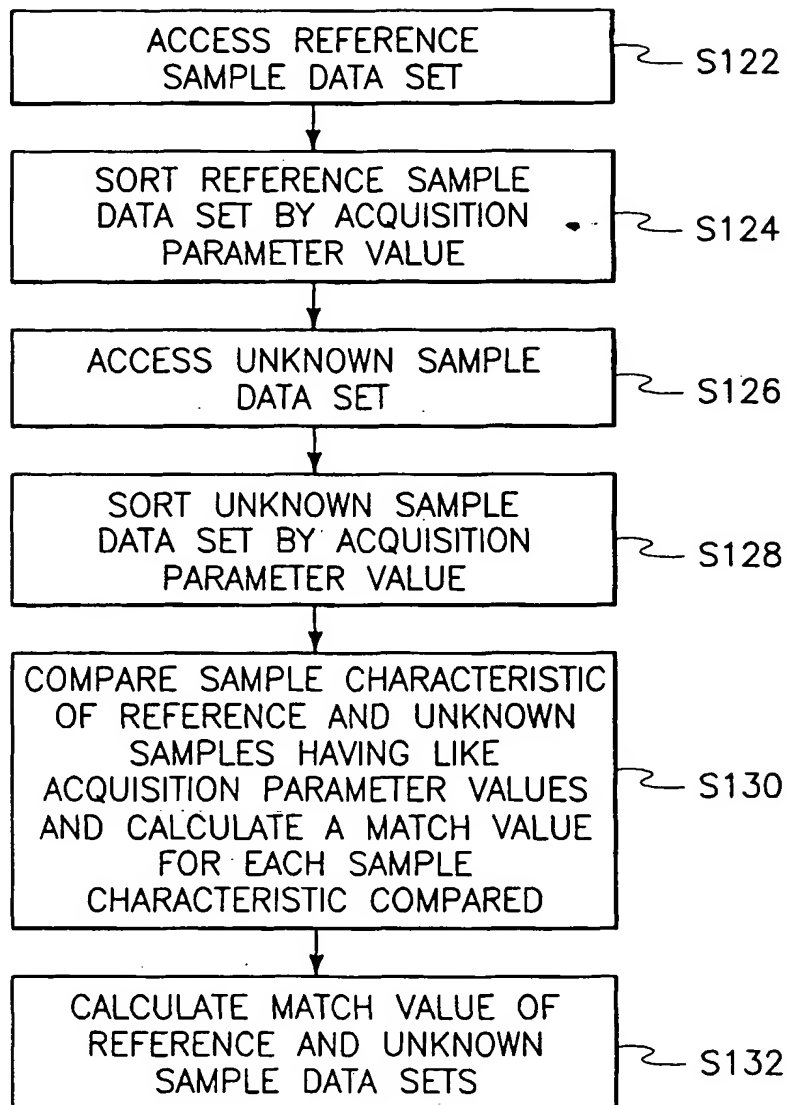 ACCESS REFERENCE
SAMPLE DATA SET
S122
SORT REFERENCE SAMPLE
DATA SET BY ACQUISITION
PARAMETER VALUE
S124
ACCESS UNKNOWN SAMPLE
DATA SET
S126
SORT UNKNOWN SAMPLE
DATA SET BY ACQUISITION
PARAMETER VALUE
S128
COMPARE SAMPLE CHARACTERISTIC
OF REFERENCE AND UNKNOWN
SAMPLES HAVING LIKE
ACQUISITION PARAMETER VALUES
AND CALCULATE A MATCH VALUE
FOR EACH SAMPLE
CHARACTERISTIC COMPARED
S130
CALCULATE MATCH VALUE OF
REFERENCE AND UNKNOWN
SAMPLE DATA SETS
S132